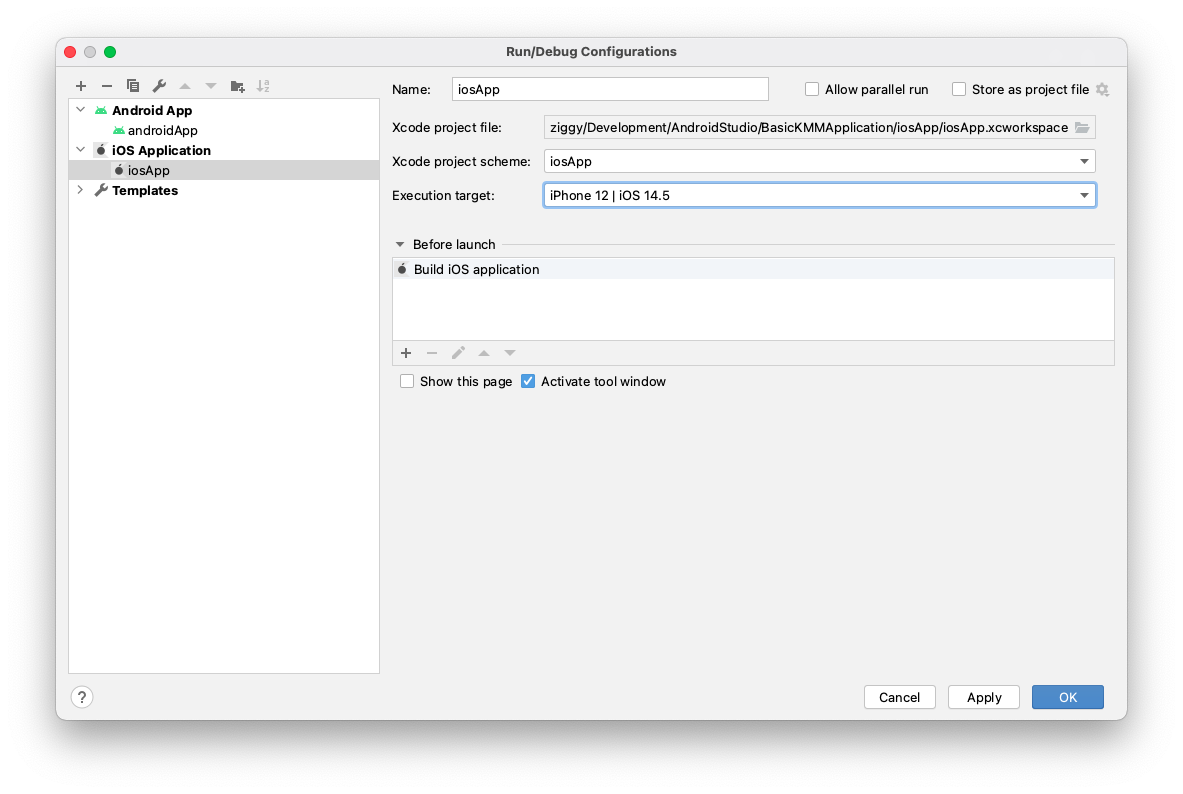 Run/Debug Configurations
Android App
androidApp
iOS Application
iosApp
Templates
Name: iosApp Allow parallel run Store as project file
Xcode project file: ziggy/Development/AndroidStudio/BasicKMMApplication/iosApp/iosApp.xcworkspace
Xcode project scheme: iosApp
Execution target: iPhone 12 | iOS 14.5
Before launch
Build iOS application
Show this page Activate tool window
? Cancel Apply OK